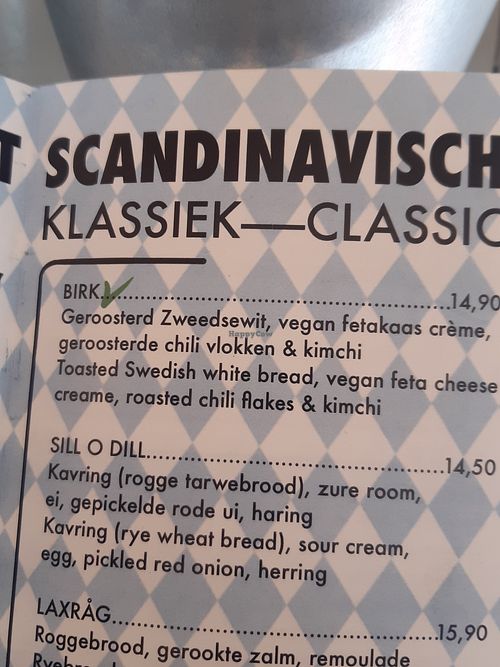 T SCANDINAVISCH
KLASSIEK—CLASSIC
BIRK 14,90
Geroosterd Zweedsewit, vegan fetakaas crème,
geroosterde chili vlokken & kimchi
Toasted Swedish white bread, vegan feta cheese
creame, roasted chili flakes & kimchi
SILL O DILL 14,50
Kavring (rogge tarwebrood), zure room,
ei, gepickelde rode ui, haring
Kavring (rye wheat bread), sour cream,
egg, pickled red onion, herring
LAXRÅG 15,90
Roggebrood, gerookte zalm, remoulade
HappyCow